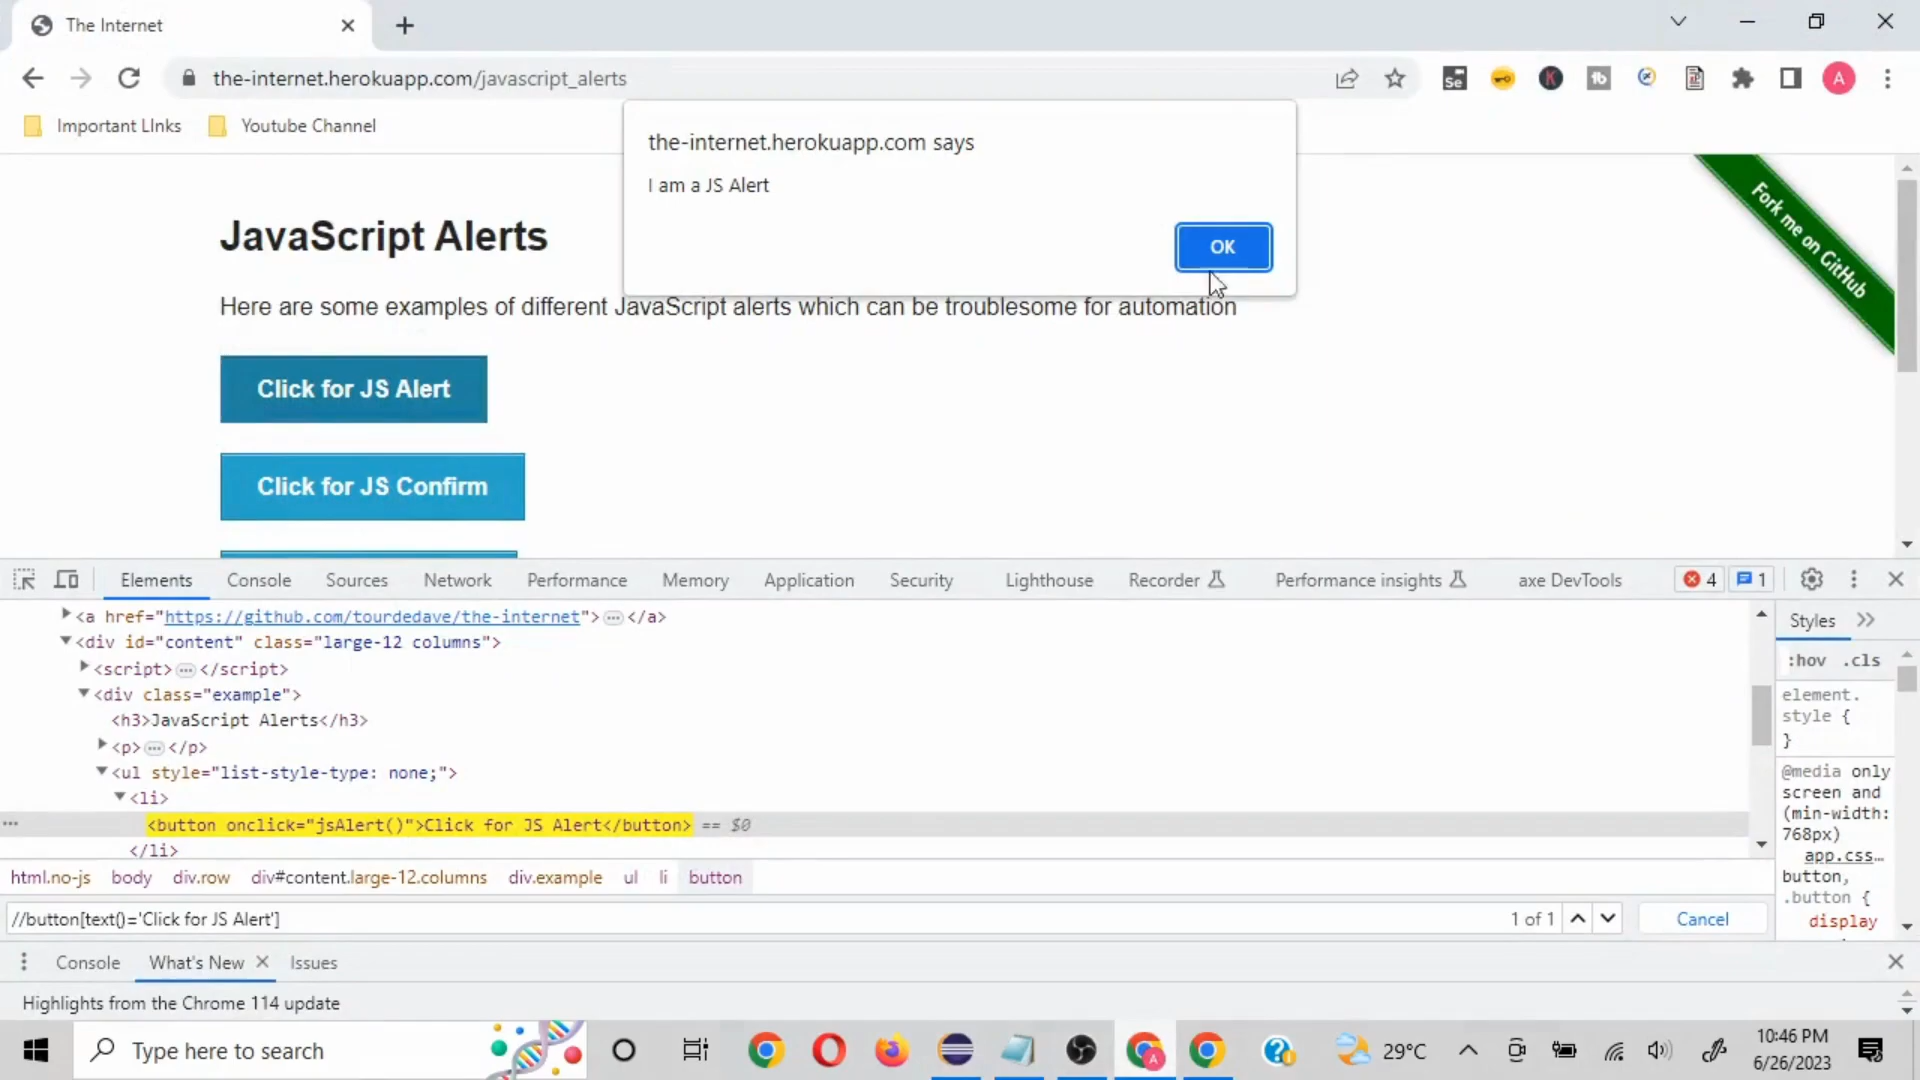 The Internet
the-internet.herokuapp.com/javascript_alerts
Important LInks
Youtube Channel
A
the-internet.herokuapp.com says
I am a JS Alert
OK
JavaScript Alerts
Here are some examples of different JavaScript alerts which can be troublesome for automation
Click for JS Alert
Click for JS Confirm
Fork me on GitHub
Elements Console Sources Network Performance Memory Application Security Lighthouse Recorder Performance insights axe DevTools 4 1
<a href="https://github.com/tourdedave/the-internet">…</a>
<div id="content" class="large-12 columns">
<script>…</script>
<div class="example">
<h3>JavaScript Alerts</h3>
<p>…</p>
<ul style="list-style-type: none;">
<li>
<button onclick="jsAlert()">Click for JS Alert</button> == $0
</li>
Styles
:hov .cls
element.
style {
}
@media only
screen and
(min-width:
768px)
app.css…
button,
.button {
display
html.no-js body div.row div#content.large-12.columns div.example ul li button
//button[text()='Click for JS Alert']
1 of 1
Cancel
Console What's New Issues
Highlights from the Chrome 114 update
Type here to search
29°C
10:46 PM
6/26/2023